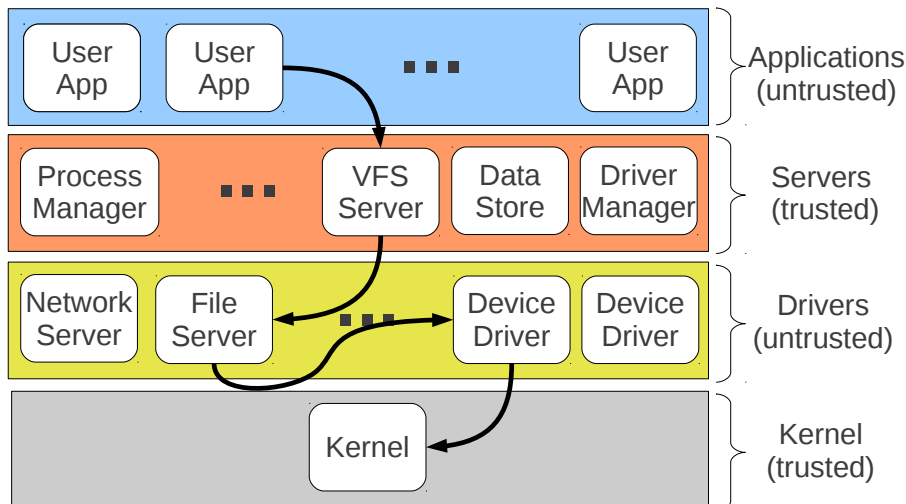 User
App
User
App
User
App
Applications
(untrusted)
Process
Manager
VFS
Server
Data
Store
Driver
Manager
Servers
(trusted)
Network
Server
File
Server
Device
Driver
Device
Driver
Drivers
(untrusted)
Kernel
Kernel
(trusted)